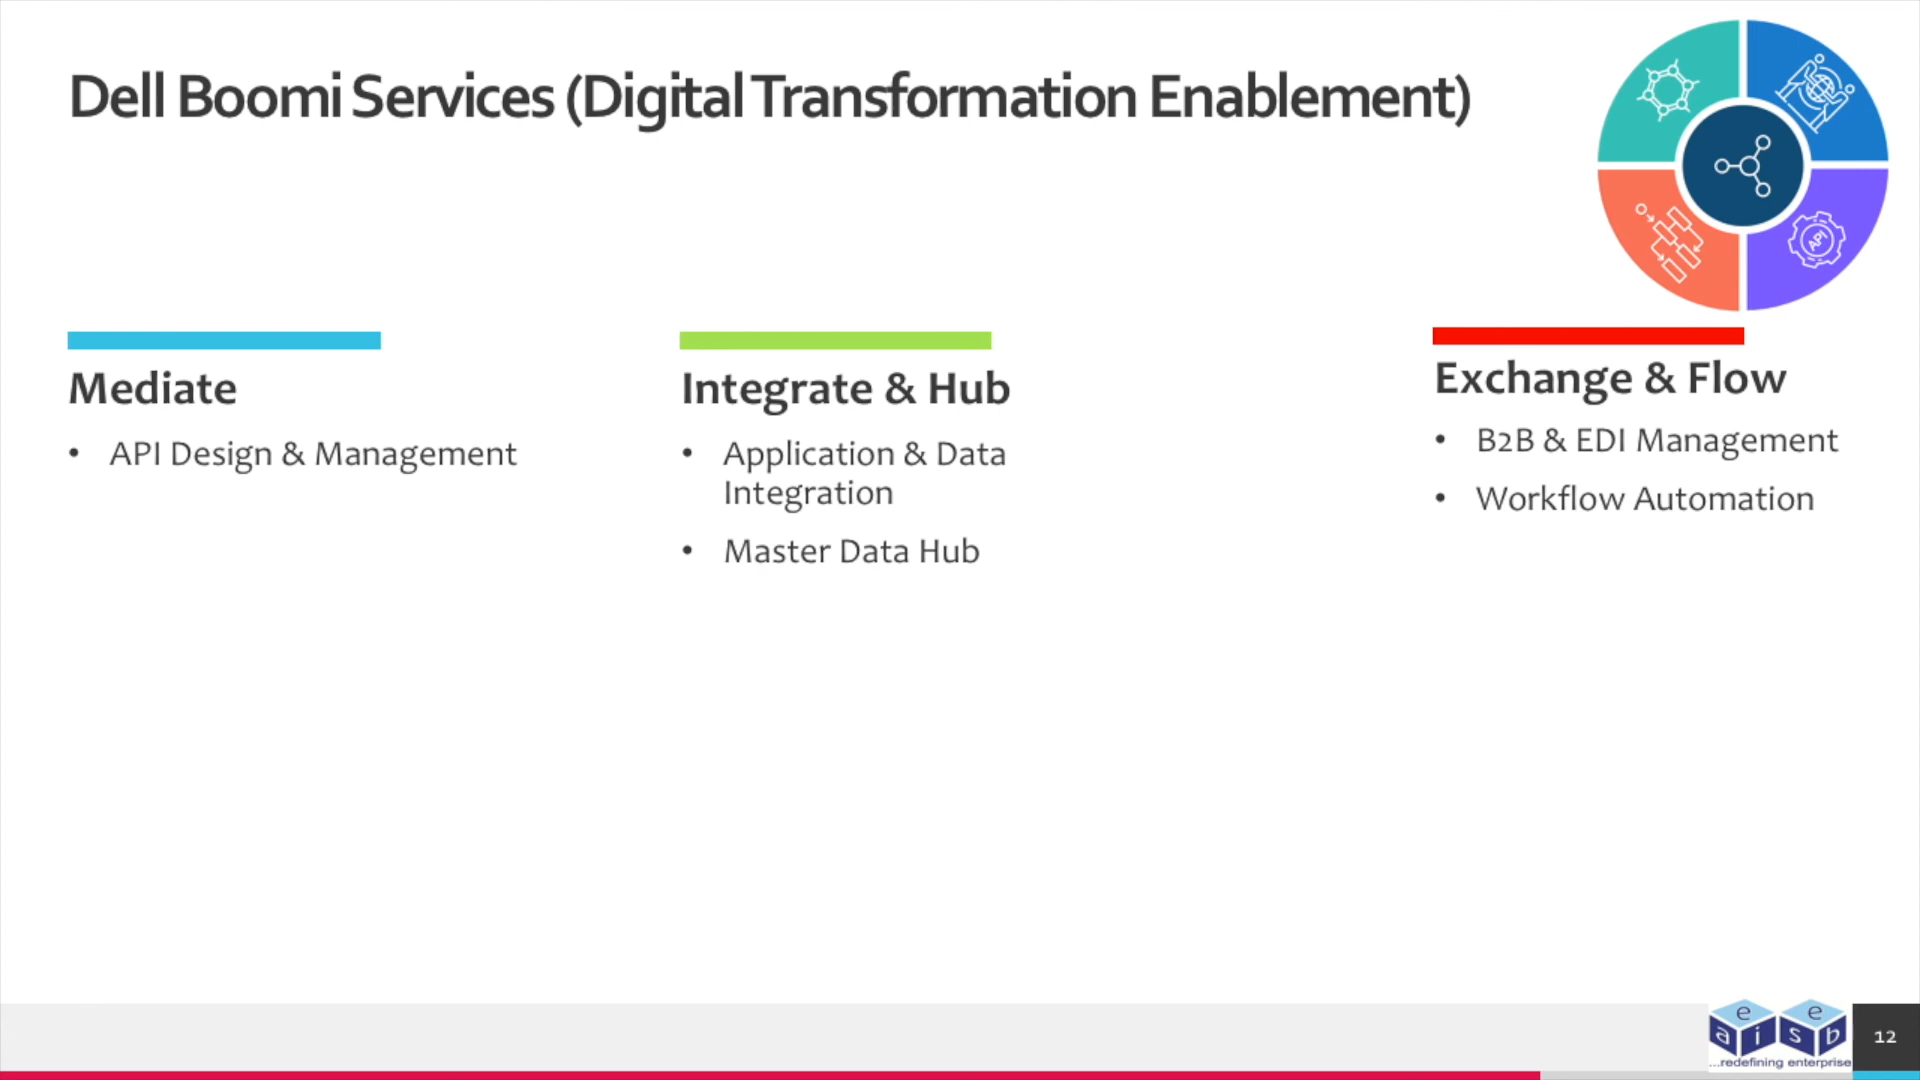 Dell Boomi Services (Digital Transformation Enablement)
API
Mediate
• API Design & Management
Integrate & Hub
• Application & Data
Integration
• Master Data Hub
Exchange & Flow
• B2B & EDI Management
• Workflow Automation
e e
a i s b
...redefining enterprise
12